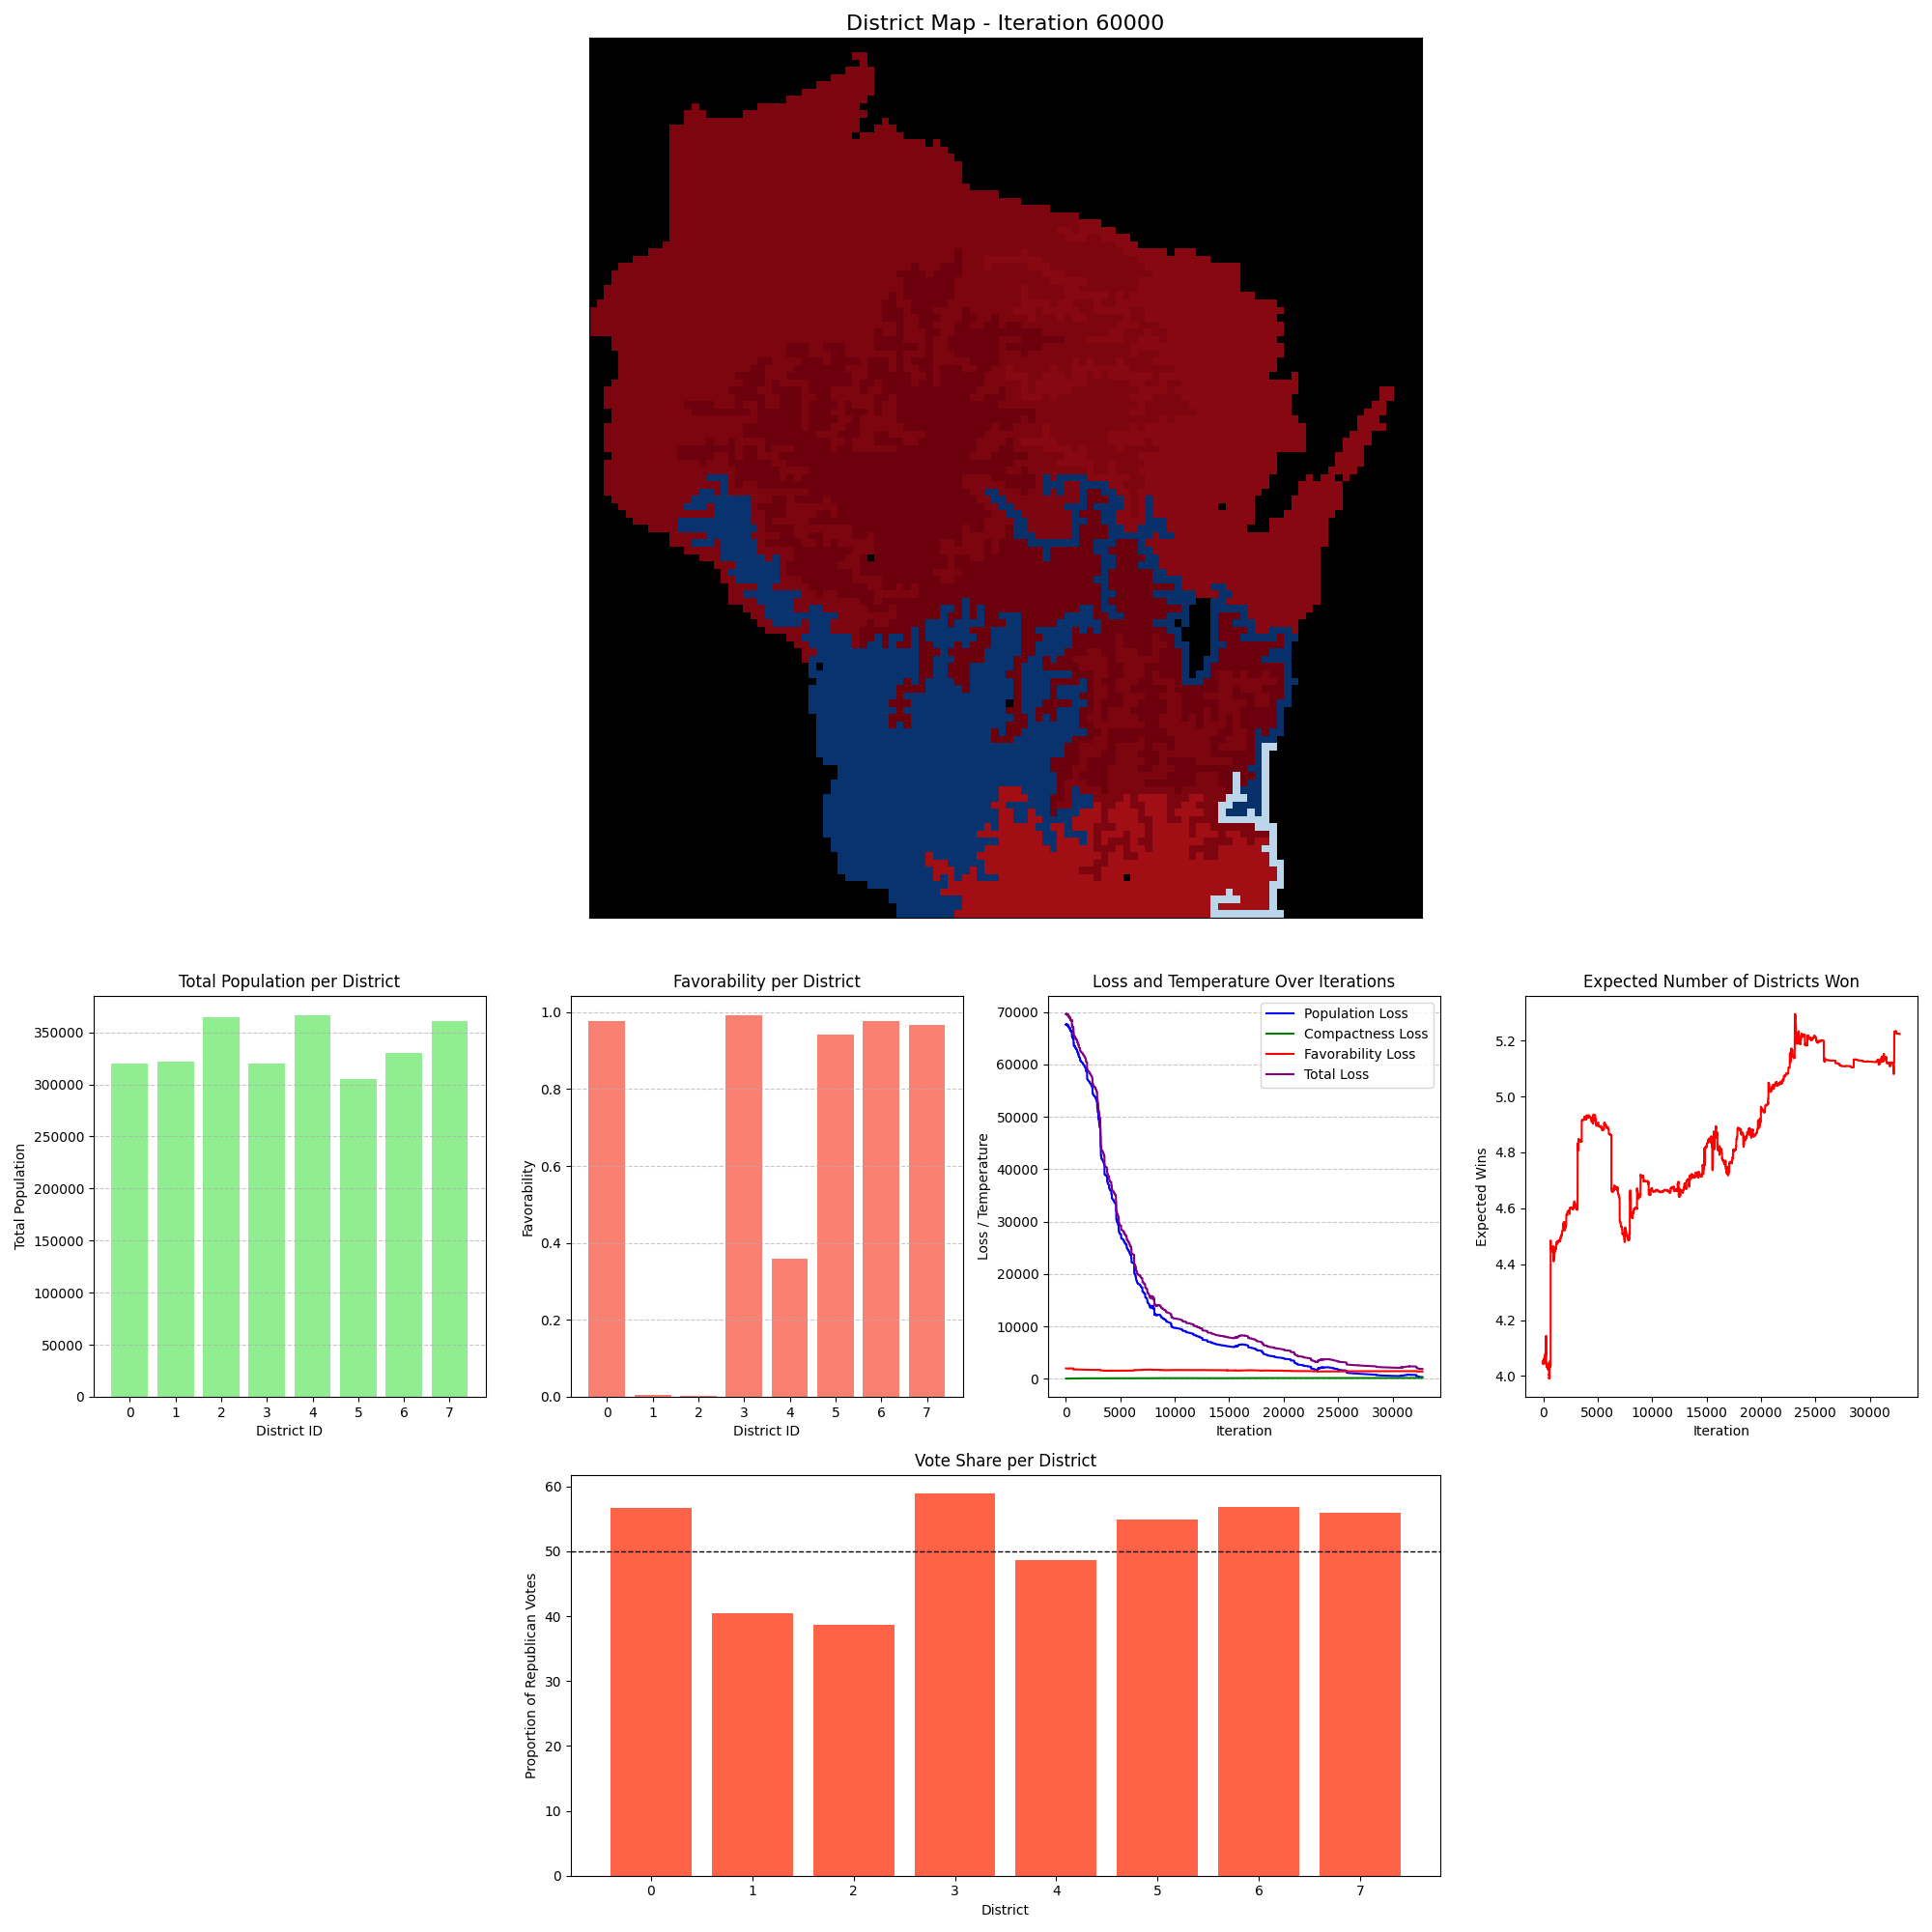 District Map - Iteration 60000
Total Population per District
Total Population
350000
300000
250000
200000
150000
100000
50000
0
0 1 2 3 4 5 6 7
District ID
Favorability per District
Favorability
1.0
0.8
0.6
0.4
0.2
0.0
0 1 2 3 4 5 6 7
District ID
Loss and Temperature Over Iterations
Loss / Temperature
70000
60000
50000
40000
30000
20000
10000
0
Population Loss
Compactness Loss
Favorability Loss
Total Loss
0 5000 10000 15000 20000 25000 30000
Iteration
Expected Number of Districts Won
Expected Wins
5.2
5.0
4.8
4.6
4.4
4.2
4.0
0 5000 10000 15000 20000 25000 30000
Iteration
Vote Share per District
Proportion of Republican Votes
60
50
40
30
20
10
0
0 1 2 3 4 5 6 7
District